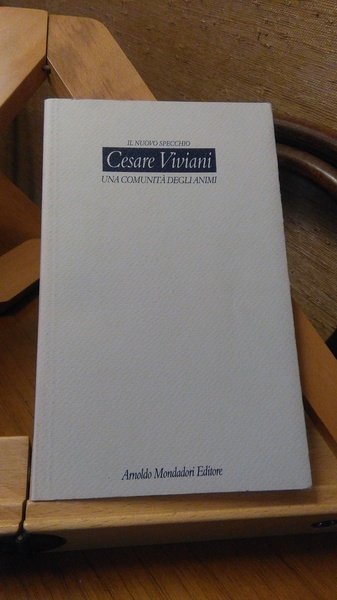 IL NUOVO SPECCHIO
Cesare Viviani
UNA COMUNITÀ DEGLI ANIMI
Arnoldo Mondadori Editore